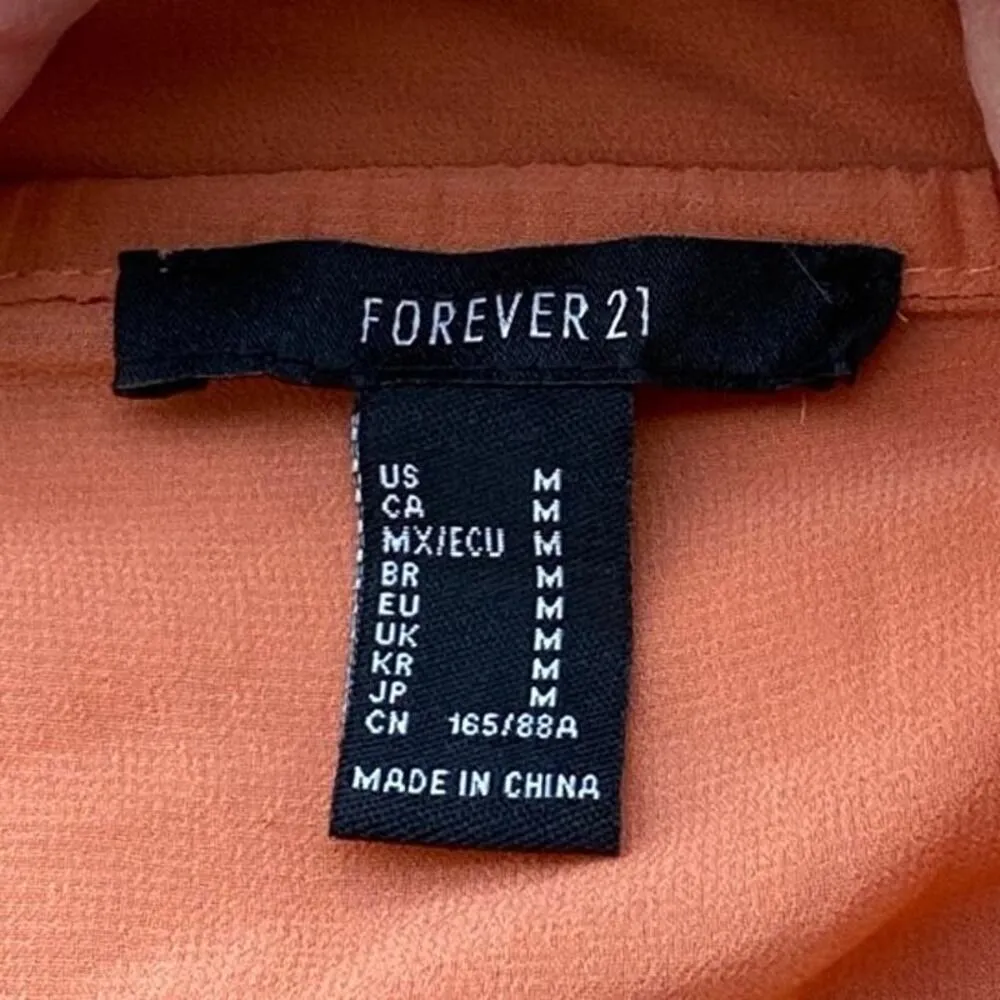 FOREVER 21
US M
CA M
MX/ECU M
BR M
EU M
UK M
KR M
JP M
CN 165/88A
MADE IN CHINA